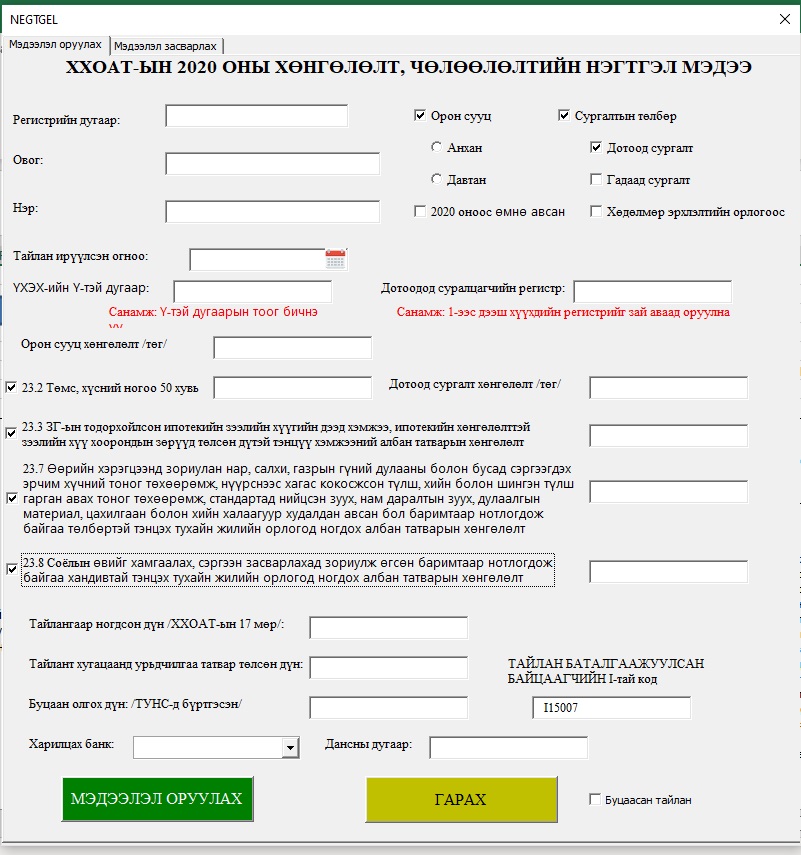 NEGTGEL
Мэдээлэл оруулах Мэдээлэл засварлах
ХХОАТ-ЫН 2020 ОНЫ ХӨНГӨЛӨЛТ, ЧӨЛӨӨЛӨЛТИЙН НЭГТГЭЛ МЭДЭЭ
Регистрийн дугаар:
Орон сууц
Сургалтын төлбөр
Овог:
Анхан
Дотоод сургалт
Давтан
Гадаад сургалт
Нэр:
2020 оноос өмнө авсан
Хөдөлмөр эрхлэлтийн орлогоос
Тайлан ирүүлсэн огноо:
ҮХЭХ-ийн Ү-тэй дугаар:
Дотоодод суралцагчийн регистр:
Санамж: Ү-тэй дугаарын тоог бичнэ
Санамж: 1-ээс дээш хүүхдийн регистрийг зай аваад оруулна
Орон сууц хөнгөлөлт /төг/
23.2 Төмс, хүсний ногоо 50 хувь
Дотоод сургалт хөнгөлөлт /төг/
23.3 ЗГ-ын тодорхойлсон ипотекийн зээлийн хүүгийн дээд хэмжээ, ипотекийн хөнгөлөлттэй
зээлийн хүү хоорондын зөрүүд төлсөн дүтэй тэнцүү хэмжээний албан татварын хөнгөлөлт
23.7 Өөрийн хэрэгцээнд зориулан нар, салхи, газрын гүний дулааны болон бусад сэргээгдэх
эрчим хүчний тоног төхөөрөмж, нүүрснээс хагас кокосжсон түлш, хийн болон шингэн түлш
гарган авах тоног төхөөрөмж, стандартад нийцсэн зуух, нам даралтын зуух, дулаалгын
материал, цахилгаан болон хийн халаагуур худалдан авсан бол баримтаар нотлогдож
байгаа төлбөртэй тэнцэх тухайн жилийн орлогод ногдох албан татварын хөнгөлөлт
23.8 Соёлын өвийг хамгаалах, сэргээн засварлахад зориулж өгсөн баримтаар нотлогдож
байгаа хандивтай тэнцэх тухайн жилийн орлогод ногдох албан татварын хөнгөлөлт
Тайлангаар ногдсон дүн /ХХОАТ-ын 17 мөр/:
Тайлант хугацаанд урьдчилгаа татвар төлсөн дүн:
ТАЙЛАН БАТАЛГААЖУУЛСАН
БАЙЦААГЧИЙН I-тай код
Буцаан олгох дүн: /ТУНС-д бүртгэсэн/
I15007
Харилцах банк:
Дансны дугаар:
МЭДЭЭЛЭЛ ОРУУЛАХ
ГАРАХ
Буцаасан тайлан